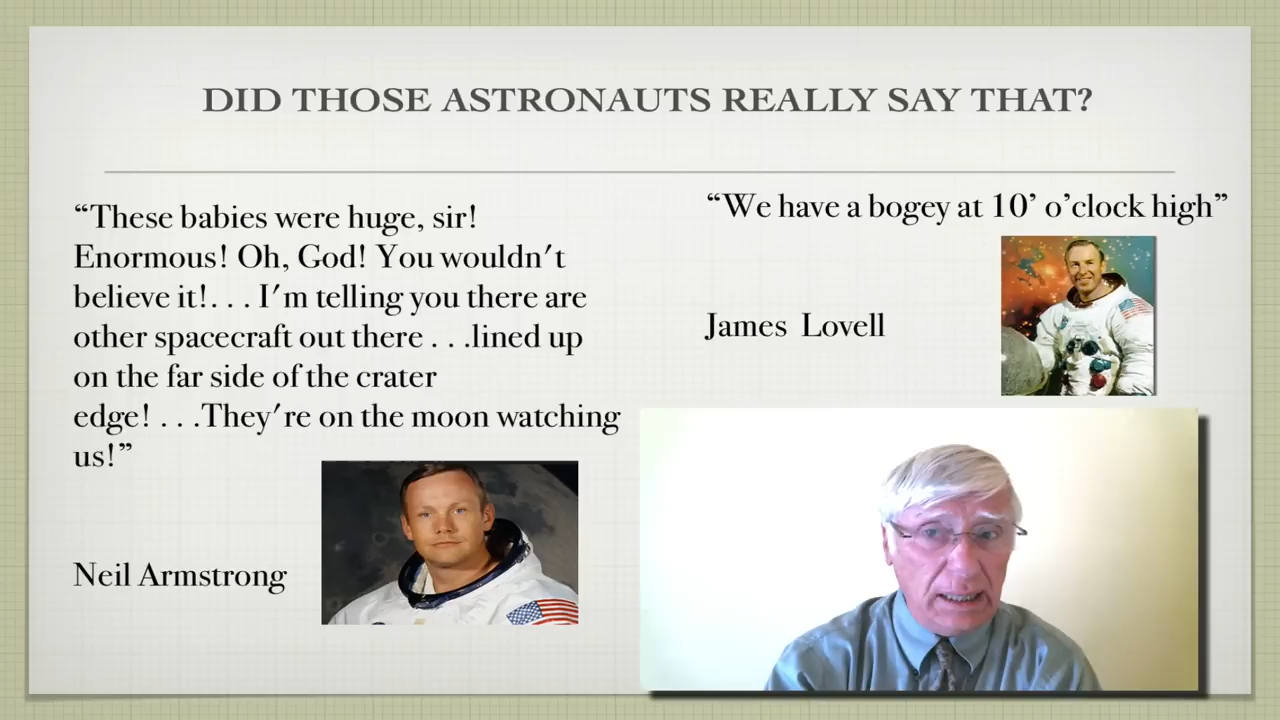 DID THOSE ASTRONAUTS REALLY SAY THAT?
“These babies were huge, sir!
Enormous! Oh, God! You wouldn't
believe it!. . . I'm telling you there are
other spacecraft out there . . .lined up
on the far side of the crater
edge! . . .They're on the moon watching
us!”
Neil Armstrong
“We have a bogey at 10’ o’clock high”
James Lovell